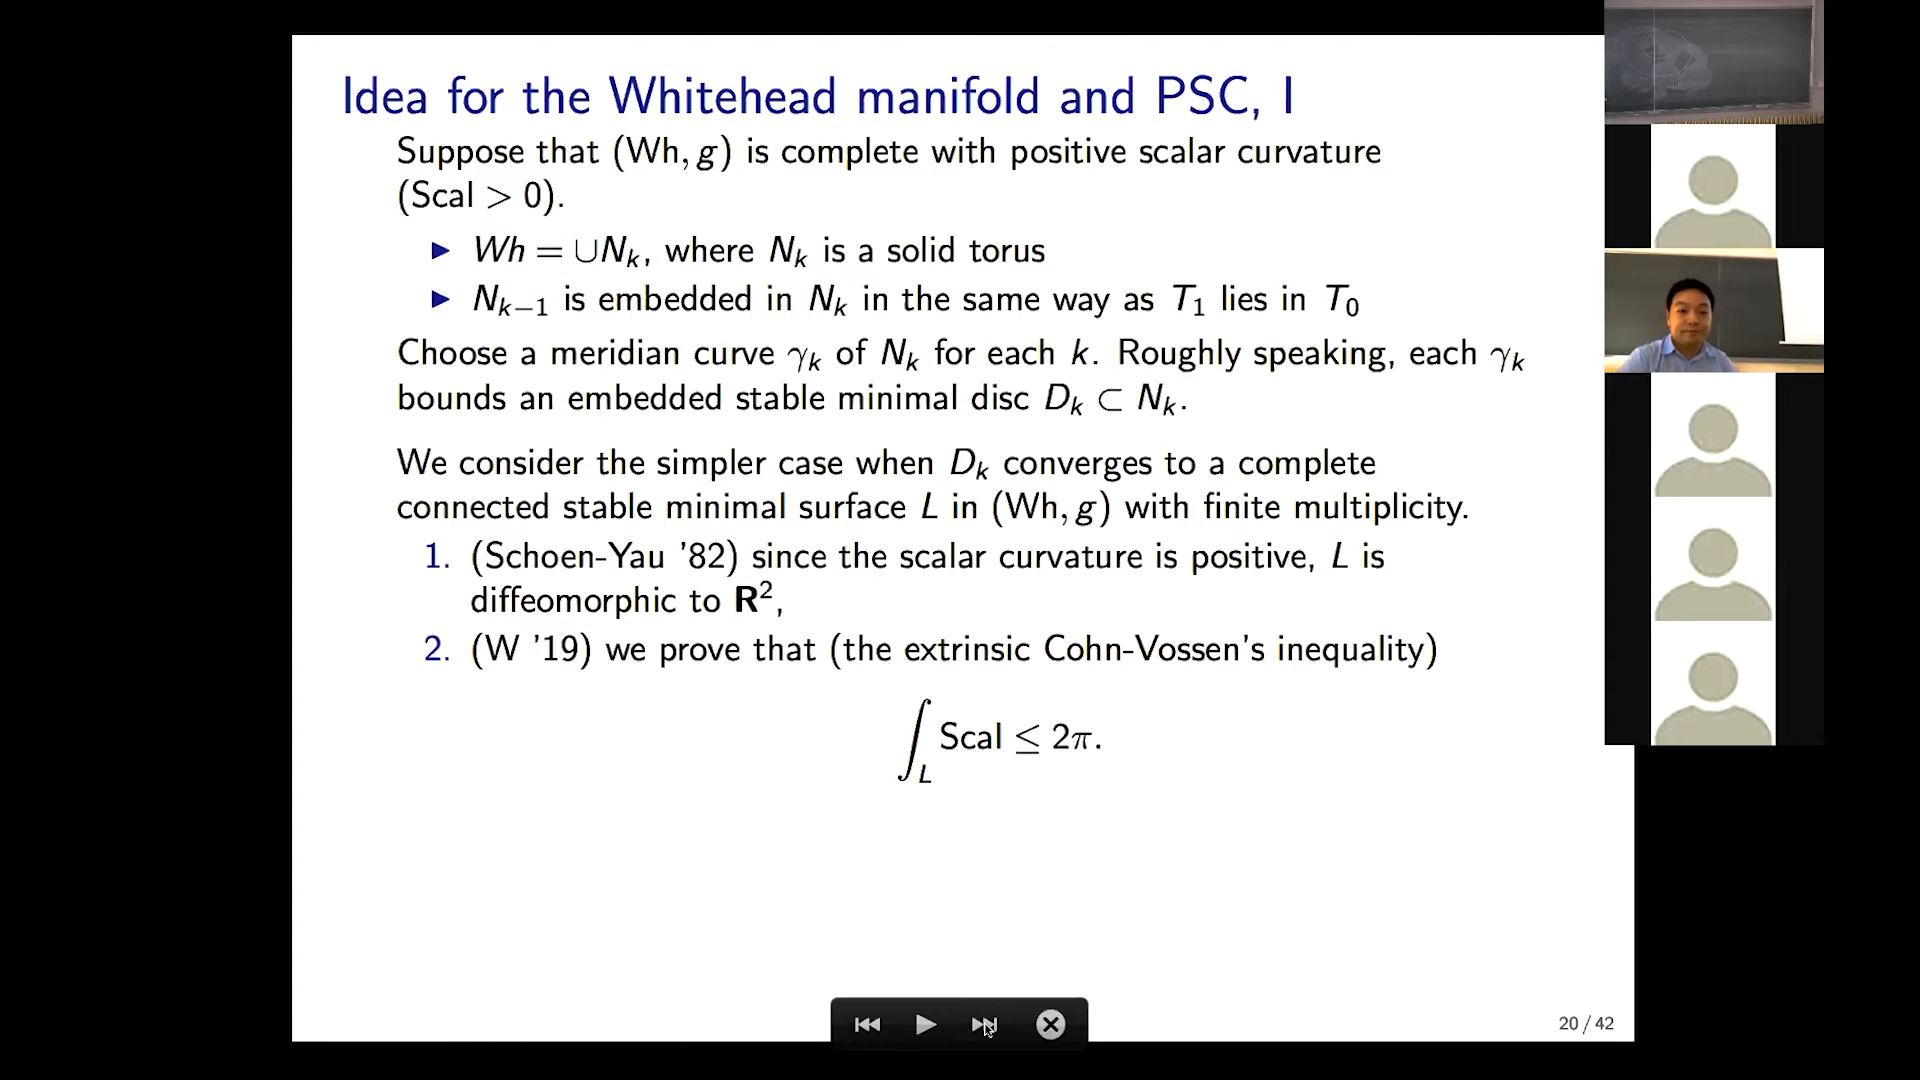 Idea for the Whitehead manifold and PSC, I
Suppose that (Wh, g) is complete with positive scalar curvature
(Scal > 0).
▶ Wh = ∪N_k, where N_k is a solid torus
▶ N_{k−1} is embedded in N_k in the same way as T_1 lies in T_0
Choose a meridian curve γ_k of N_k for each k. Roughly speaking, each γ_k
bounds an embedded stable minimal disc D_k ⊂ N_k.
We consider the simpler case when D_k converges to a complete
connected stable minimal surface L in (Wh, g) with finite multiplicity.
1. (Schoen-Yau '82) since the scalar curvature is positive, L is
diffeomorphic to R²,
2. (W '19) we prove that (the extrinsic Cohn-Vossen's inequality)
∫_L Scal ≤ 2π.
20 / 42